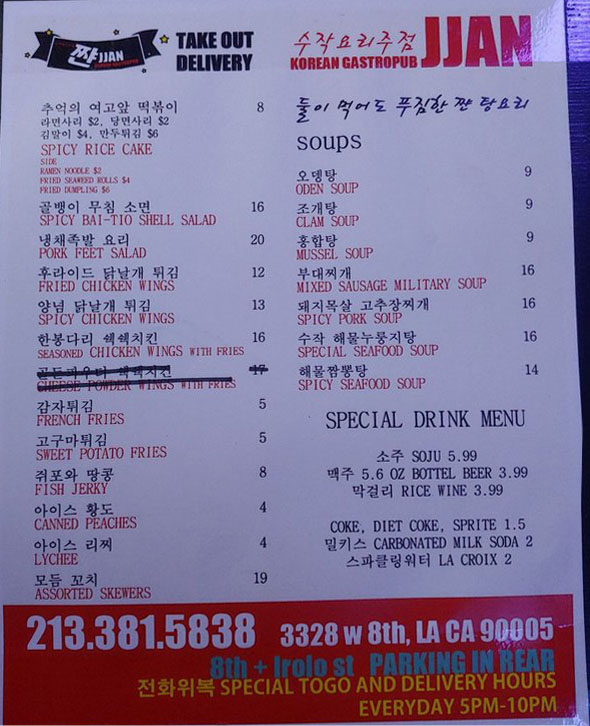 쨘 JJAN
KOREAN GASTROPUB
TAKE OUT
DELIVERY
수작요리주점 JJAN
KOREAN GASTROPUB
추억의 여고앞 떡볶이 8
라면사리 $2, 당면사리 $2
김말이 $4, 만두튀김 $6
SPICY RICE CAKE
SIDE
RAMEN NOODLE $2
FRIED SEAWEED ROLLS $4
FRIED DUMPLING $6
골뱅이 무침 소면 16
SPICY BAI-TIO SHELL SALAD
냉채족발 요리 20
PORK FEET SALAD
후라이드 닭날개 튀김 12
FRIED CHICKEN WINGS
양념 닭날개 튀김 13
SPICY CHICKEN WINGS
한봉다리 쉑쉑치킨 16
SEASONED CHICKEN WINGS WITH FRIES
골든파우더 쉑쉑치킨 17
CHEESE POWDER WINGS WITH FRIES
감자튀김 5
FRENCH FRIES
고구마튀김 5
SWEET POTATO FRIES
쥐포와 땅콩 8
FISH JERKY
아이스 황도 4
CANNED PEACHES
아이스 리찌 4
LYCHEE
모듬 꼬치 19
ASSORTED SKEWERS
둘이 먹어도 푸짐한 쨘 탕요리
soups
오뎅탕 9
ODEN SOUP
조개탕 9
CLAM SOUP
홍합탕 9
MUSSEL SOUP
부대찌개 16
MIXED SAUSAGE MILITARY SOUP
돼지목살 고추장찌개 16
SPICY PORK SOUP
수작 해물누룽지탕 16
SPECIAL SEAFOOD SOUP
해물짬뽕탕 14
SPICY SEAFOOD SOUP
SPECIAL DRINK MENU
소주 SOJU 5.99
맥주 5.6 OZ BOTTEL BEER 3.99
막걸리 RICE WINE 3.99
COKE, DIET COKE, SPRITE 1.5
밀키스 CARBONATED MILK SODA 2
스파클링워터 LA CROIX 2
213.381.5838 3328 w 8th, LA CA 90005
8th + Irolo st PARKING IN REAR
전화위복 SPECIAL TOGO AND DELIVERY HOURS
EVERYDAY 5PM-10PM